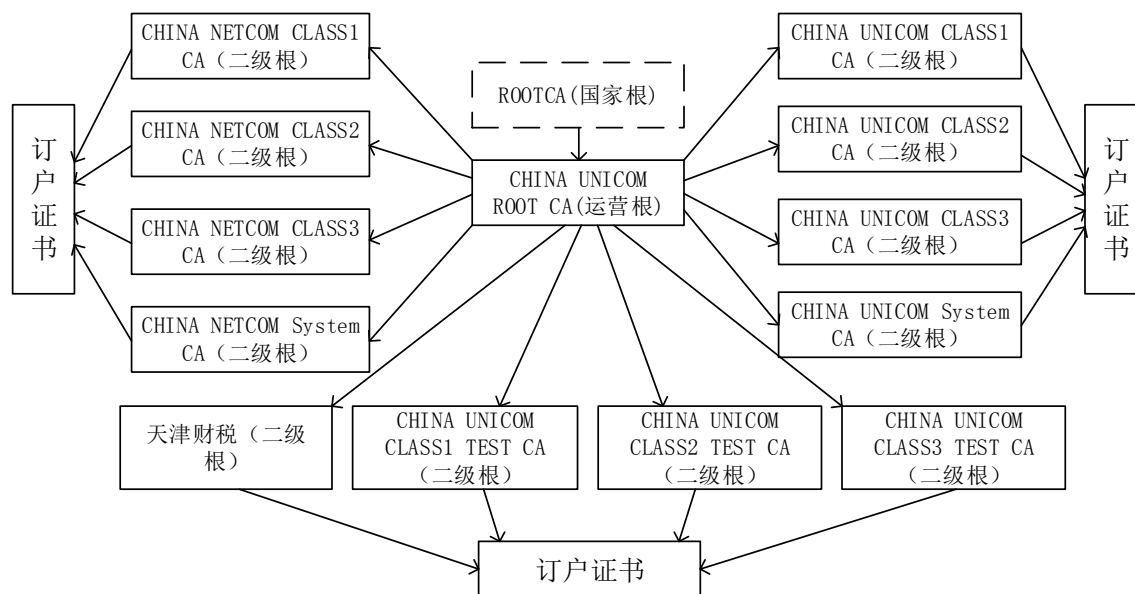 CHINA NETCOM CLASS1
CA（二级根）
CHINA NETCOM CLASS2
CA（二级根）
CHINA NETCOM CLASS3
CA（二级根）
CHINA NETCOM System
CA（二级根）
订
户
证
书
ROOTCA(国家根)
CHINA UNICOM
ROOT CA(运营根)
CHINA UNICOM CLASS1
CA（二级根）
CHINA UNICOM CLASS2
CA（二级根）
CHINA UNICOM CLASS3
CA（二级根）
CHINA UNICOM System
CA（二级根）
订
户
证
书
天津财税（二级
根）
CHINA UNICOM
CLASS1 TEST CA
（二级根）
CHINA UNICOM
CLASS2 TEST CA
（二级根）
CHINA UNICOM
CLASS3 TEST CA
（二级根）
订户证书